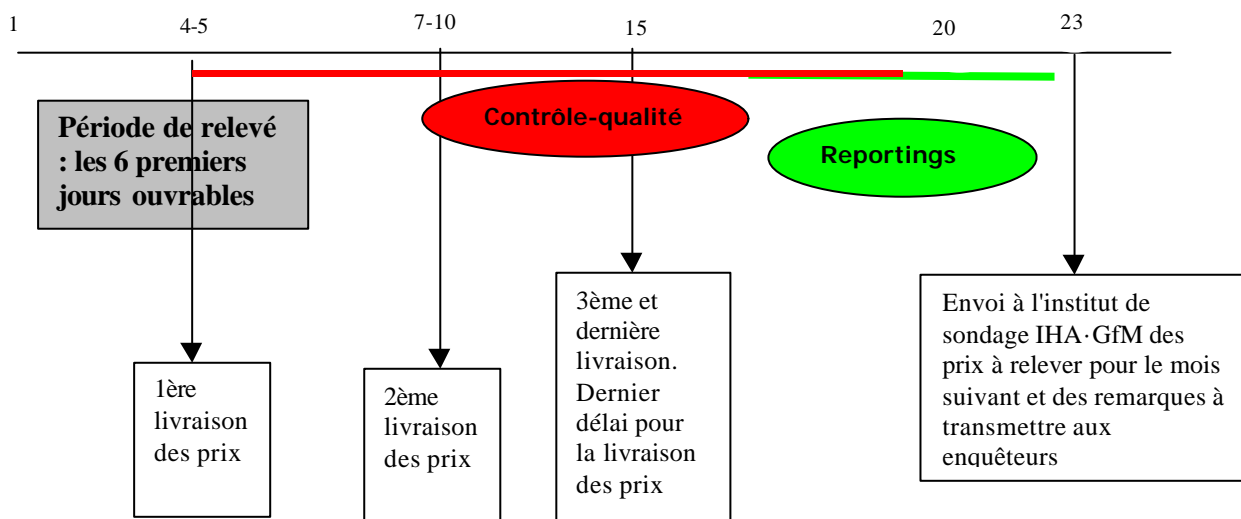 1
4-5
7-10
15
20
23
Période de relevé
: les 6 premiers
jours ouvrables
Contrôle-qualité
Reportings
1ère
livraison
des prix
2ème
livraison
des prix
3ème et
dernière
livraison.
Dernier
délai pour
la livraison
des prix
Envoi à l'institut de
sondage IHA·GfM des
prix à relever pour le mois
suivant et des remarques à
transmettre aux
enquêteurs